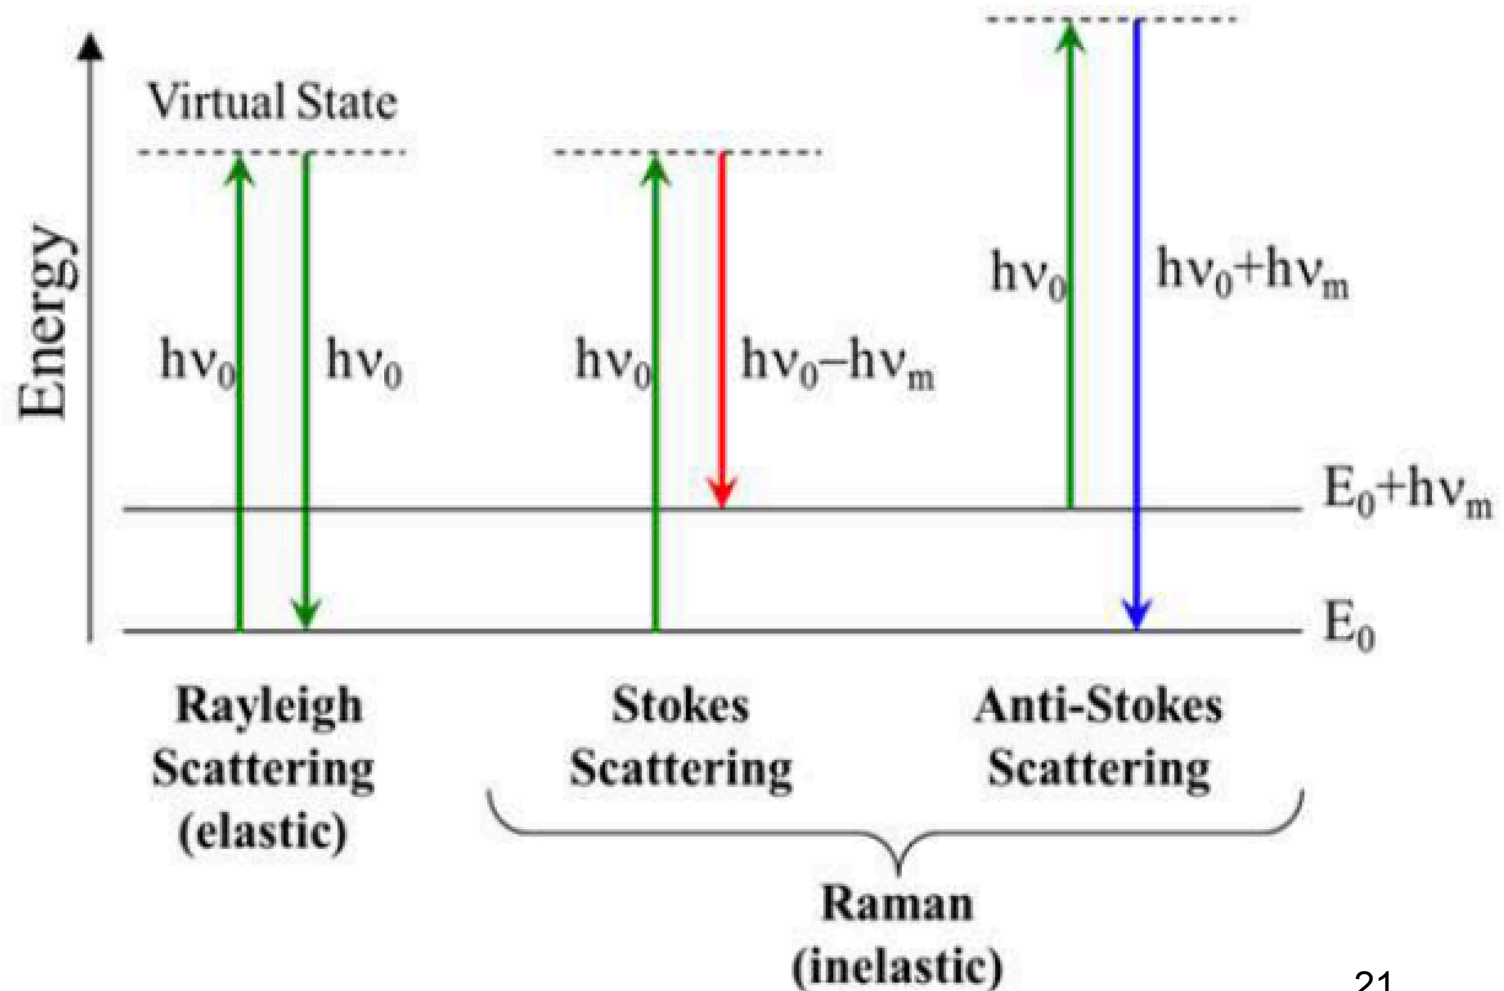 Virtual State
Energy
hν₀
hν₀
hν₀
hν₀–hνₘ
hν₀
hν₀+hνₘ
E₀+hνₘ
E₀
Rayleigh
Scattering
(elastic)
Stokes
Scattering
Anti-Stokes
Scattering
Raman
(inelastic)
21